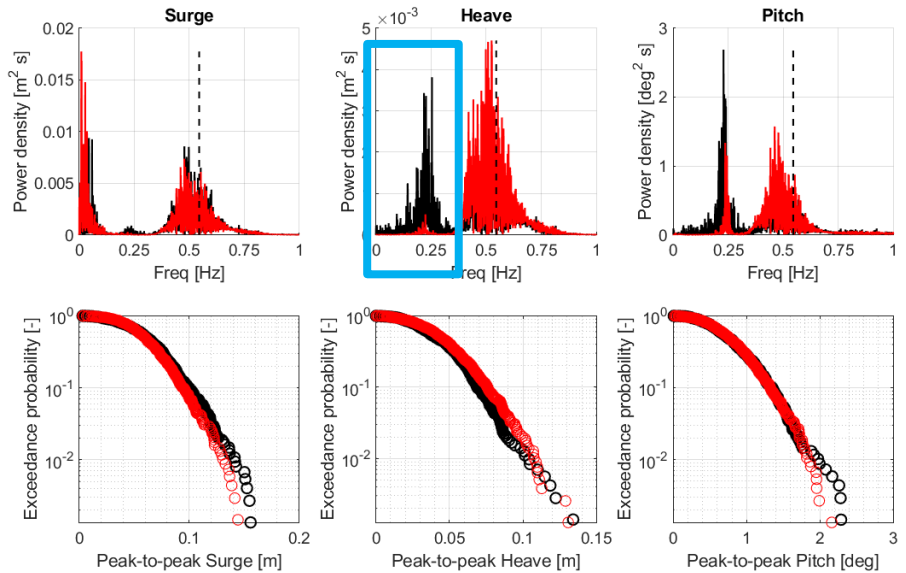 Surge
Power density [m² s]
0.02
0.015
0.01
0.005
0
0 0.25 0.5 0.75 1
Freq [Hz]
Heave
×10⁻³
Power density [m² s]
5
0
0 0.25 0.5 0.75 1
Freq [Hz]
Pitch
Power density [deg² s]
3
2
1
0
0 0.25 0.5 0.75 1
Freq [Hz]
Exceedance probability [-]
10⁰
10⁻¹
10⁻²
0 0.1 0.2
Peak-to-peak Surge [m]
Exceedance probability [-]
10⁰
10⁻¹
10⁻²
0 0.05 0.1 0.15
Peak-to-peak Heave [m]
Exceedance probability [-]
10⁰
10⁻¹
10⁻²
0 1 2 3
Peak-to-peak Pitch [deg]